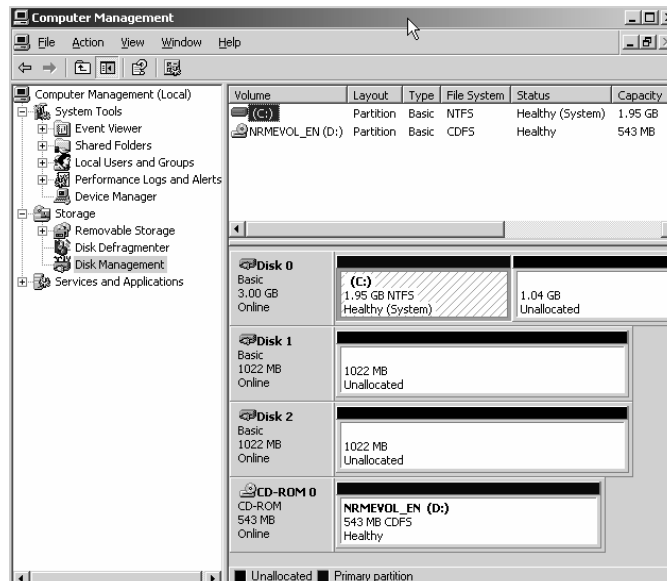 Computer Management
File Action View Window Help
Computer Management (Local)
System Tools
Event Viewer
Shared Folders
Local Users and Groups
Performance Logs and Alerts
Device Manager
Storage
Removable Storage
Disk Defragmenter
Disk Management
Services and Applications
Volume Layout Type File System Status Capacity
(C:) Partition Basic NTFS Healthy (System) 1.95 GB
NRMEVOL_EN (D:) Partition Basic CDFS Healthy 543 MB
Disk 0
Basic
3.00 GB
Online
(C:)
1.95 GB NTFS
Healthy (System)
1.04 GB
Unallocated
Disk 1
Basic
1022 MB
Online
1022 MB
Unallocated
Disk 2
Basic
1022 MB
Online
1022 MB
Unallocated
CD-ROM 0
CD-ROM
543 MB
Online
NRMEVOL_EN (D:)
543 MB CDFS
Healthy
Unallocated Primary partition